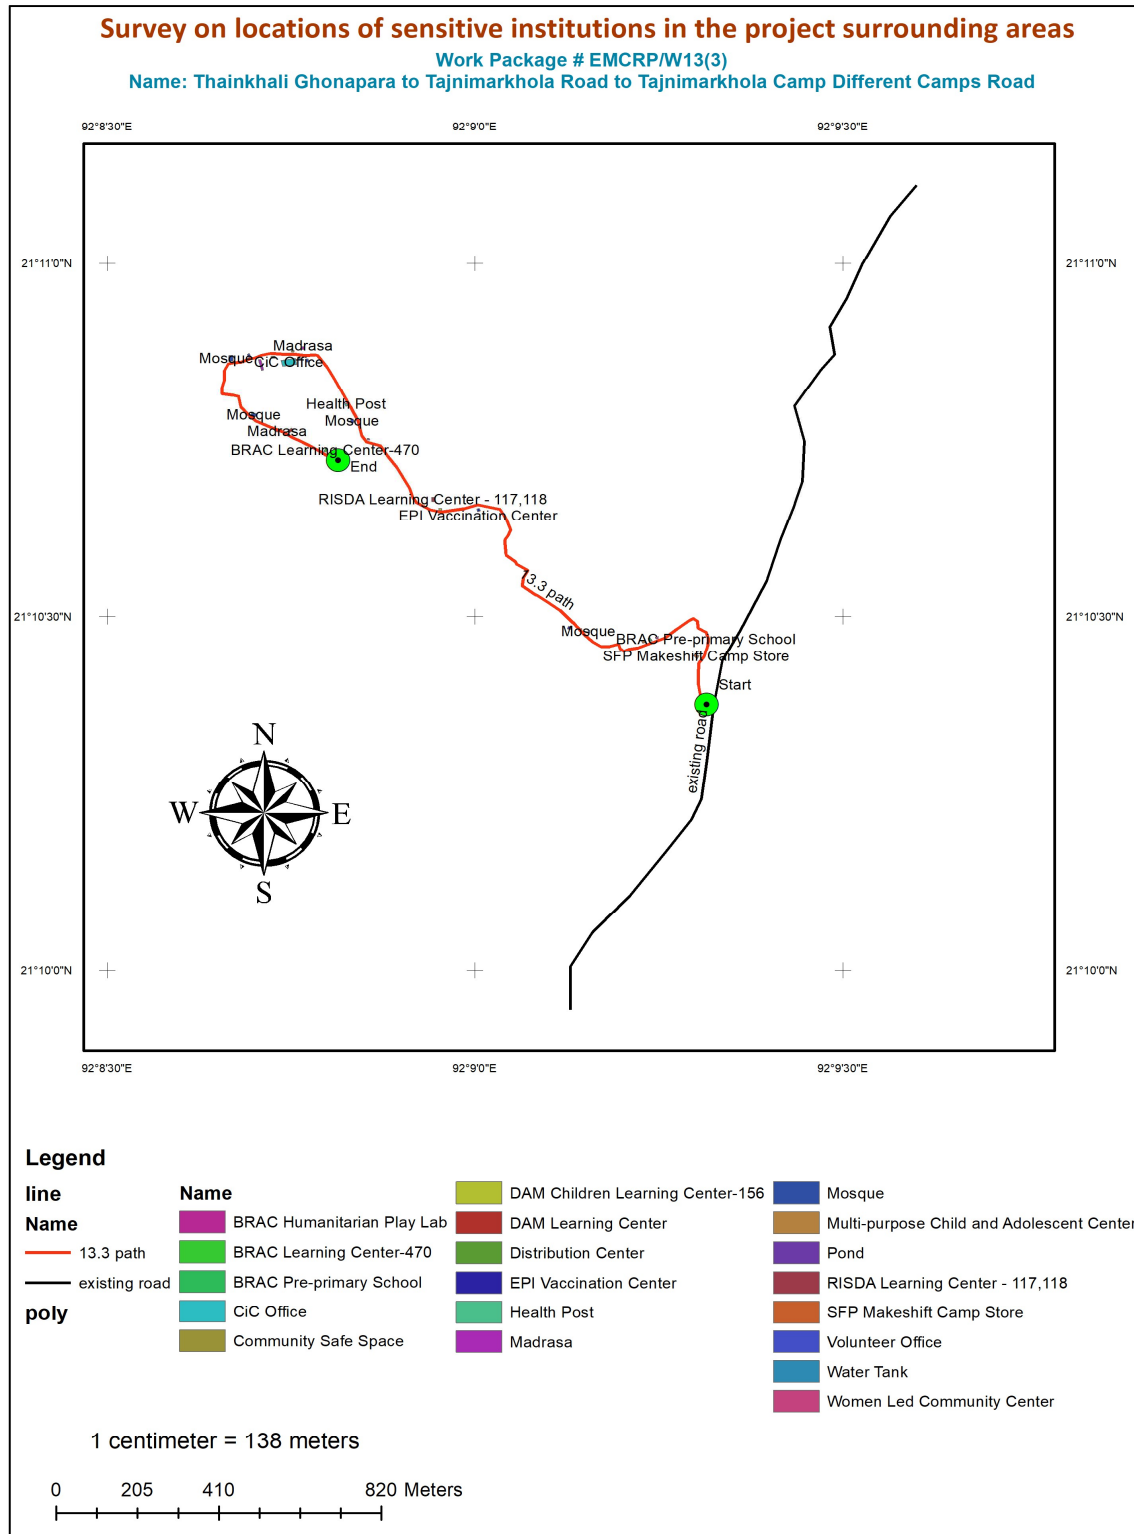 Survey on locations of sensitive institutions in the project surrounding areas
Work Package # EMCRP/W13(3)
Name: Thainkhali Ghonapara to Tajnimarkhola Road to Tajnimarkhola Camp Different Camps Road
92°8'30"E 92°9'0"E 92°9'30"E
21°11'0"N 21°11'0"N
Madrasa
Mosque CiC Office
Health Post
Mosque Mosque
Madrasa
BRAC Learning Center-470
End
RISDA Learning Center - 117,118
EPI Vaccination Center
13.3 path
21°10'30"N 21°10'30"N
Mosque BRAC Pre-primary School
SFP Makeshift Camp Store
Start
existing road
N
W E
S
21°10'0"N 21°10'0"N
92°8'30"E 92°9'0"E 92°9'30"E
Legend
line
Name
13.3 path
existing road
poly
Name
BRAC Humanitarian Play Lab
BRAC Learning Center-470
BRAC Pre-primary School
CiC Office
Community Safe Space
DAM Children Learning Center-156
DAM Learning Center
Distribution Center
EPI Vaccination Center
Health Post
Madrasa
Mosque
Multi-purpose Child and Adolescent Center
Pond
RISDA Learning Center - 117,118
SFP Makeshift Camp Store
Volunteer Office
Water Tank
Women Led Community Center
1 centimeter = 138 meters
0 205 410 820 Meters